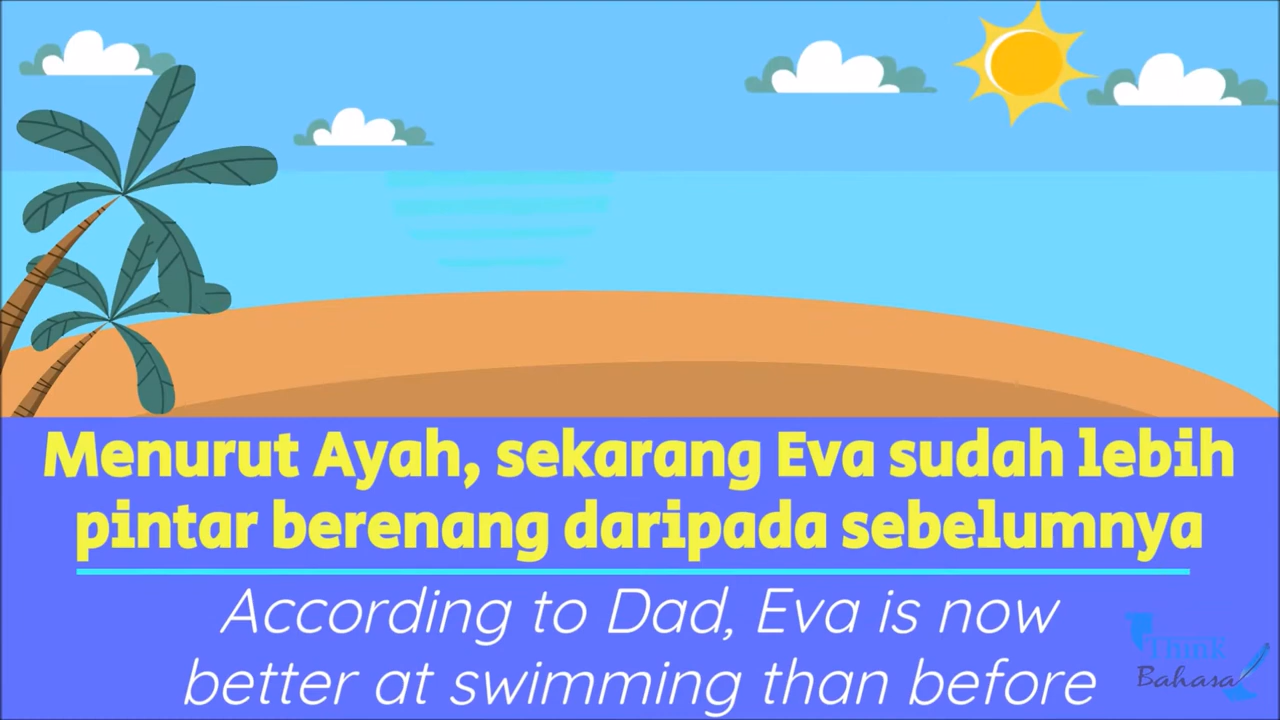 Menurut Ayah, sekarang Eva sudah lebih
pintar berenang daripada sebelumnya
According to Dad, Eva is now
better at swimming than before
Think
Bahasa